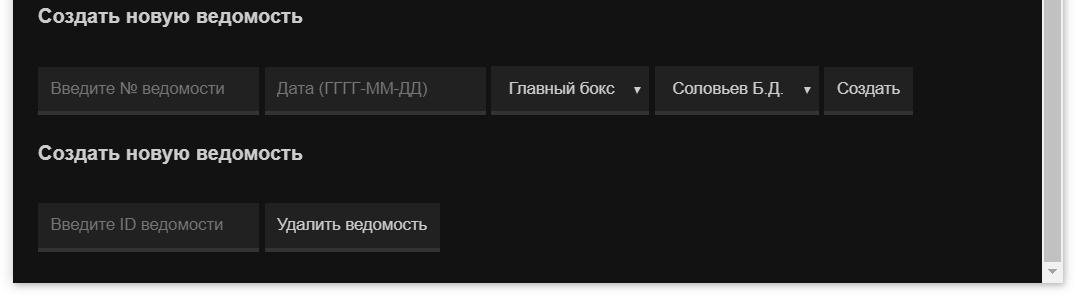 Создать новую ведомость
Введите № ведомости Дата (ГГГГ-ММ-ДД) Главный бокс Соловьев Б.Д. Создать
Создать новую ведомость
Введите ID ведомости Удалить ведомость